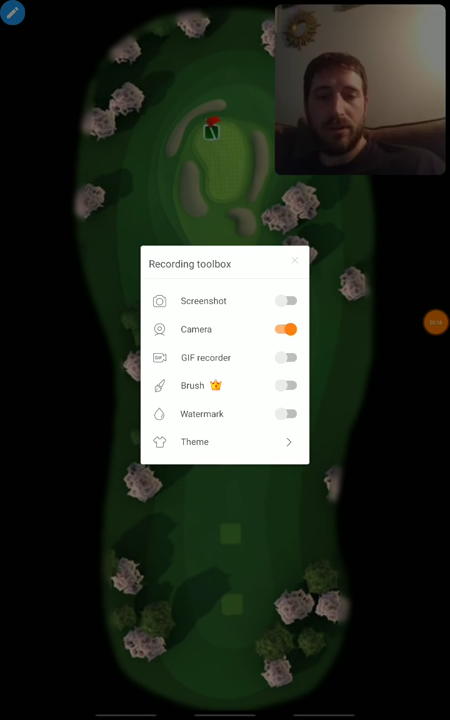 Recording toolbox
Screenshot
Camera
GIF recorder
Brush
Watermark
Theme